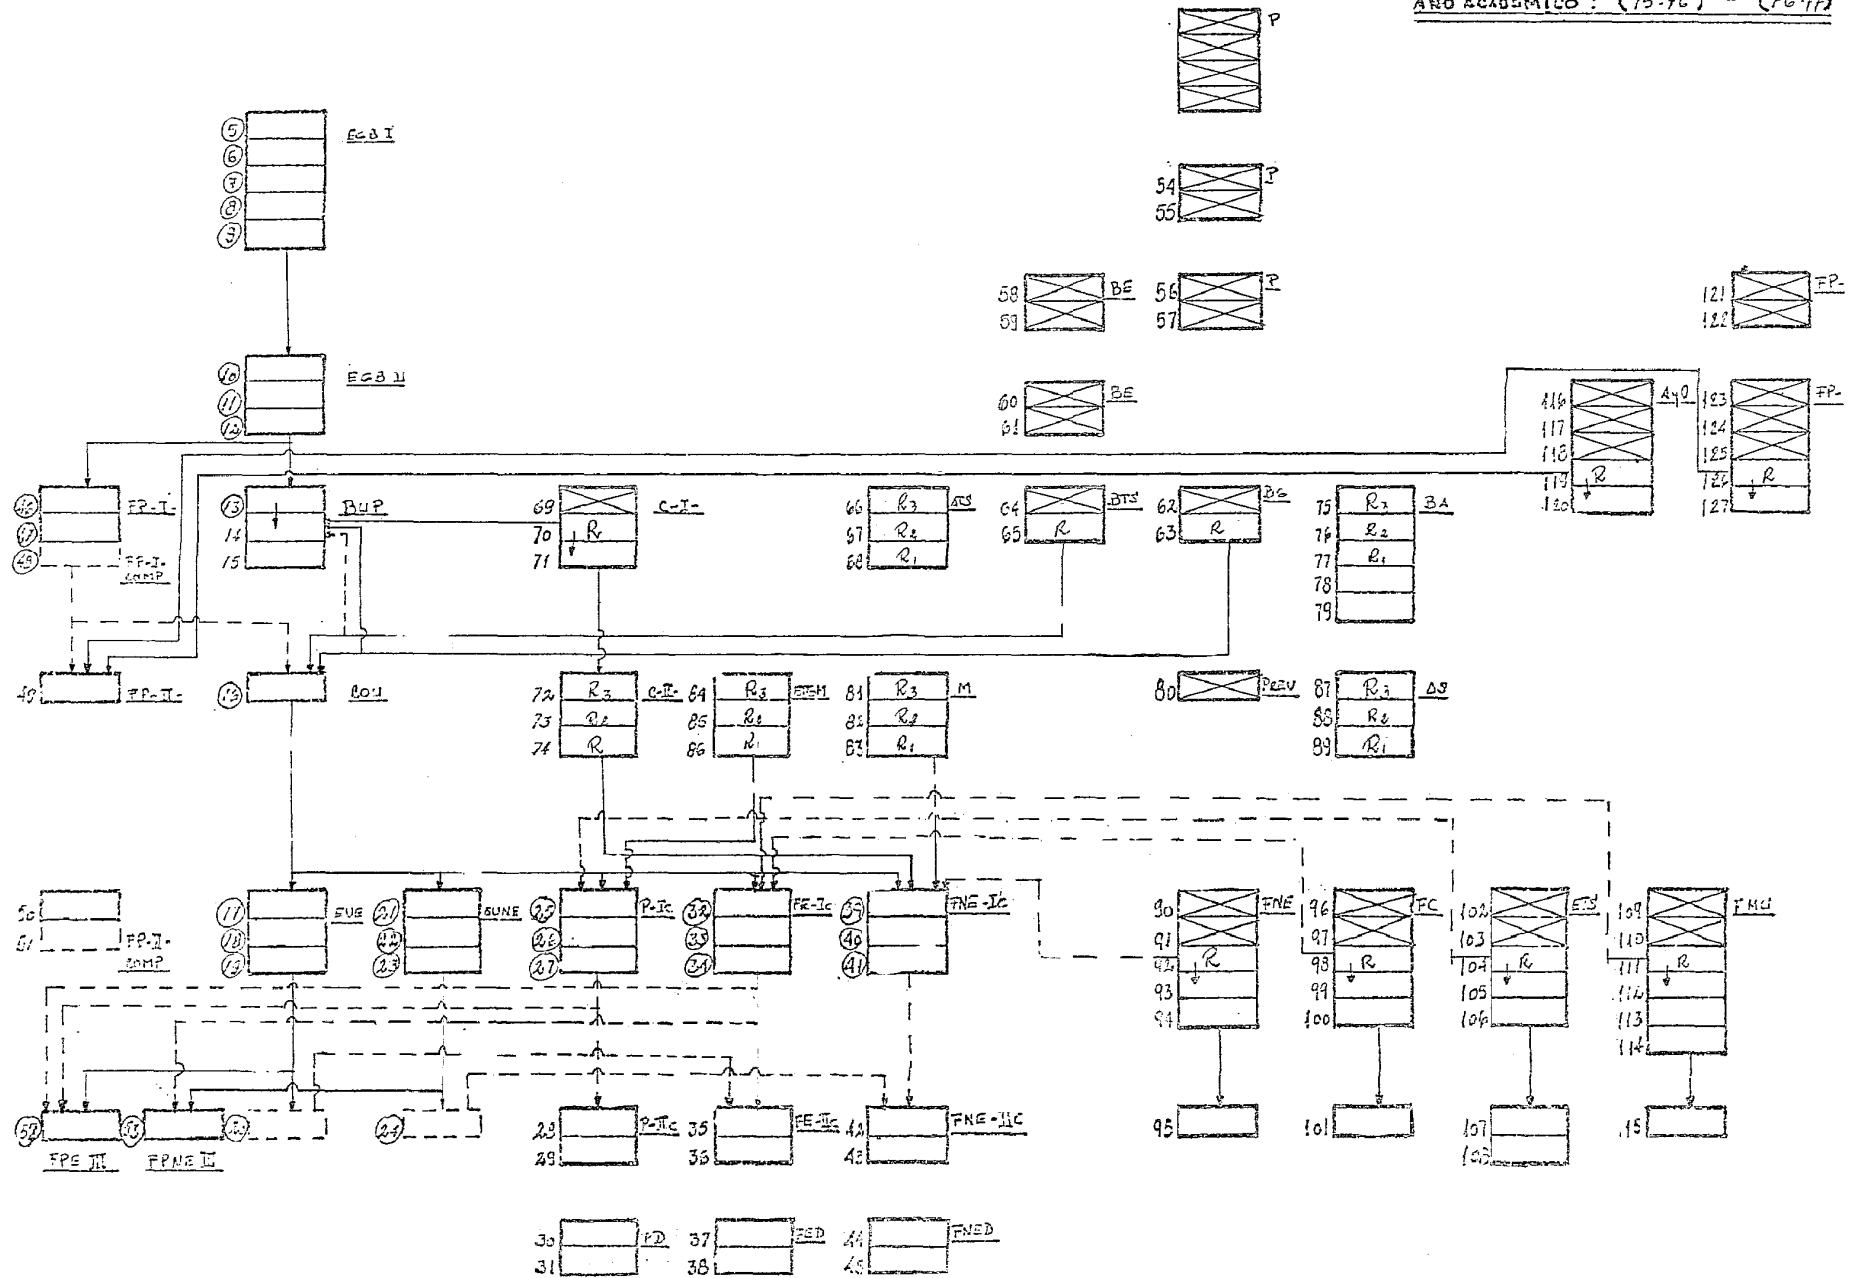 AÑO ACADEMICO : (75-76) - (76-77)
P
5 EGB I
6
7
8
9
54 P
55
58 BE 56 P 121 FP-
59 57 122
10 EGB II
11
12
60 BE
61
116 AyO 123 FP-
117 124
118 125
119 R 126 R
120 127
46 FP-I- 13 BUP 69 C-I- 66 R3 ATS 64 BTS 62 BG 75 R3 BA
47 14 70 R 67 R2 65 R 63 R 76 R2
48 FP-I- COMP 15 71 68 R1 77 R1
78
79
49 FP-II- 16 COU 72 R3 C-II- 84 R3 ETGM 81 R3 M 80 PREU 87 R3 AS
73 R2 85 R2 82 R2 88 R2
74 R 86 R1 83 R1 89 R1
50 17 EUE 21 EUNE 25 P-Ic 32 FE-Ic 39 FNE-Ic 90 FNE 96 FC 102 ETS 109 FMU
51 FP-II- COMP 18 22 26 33 40 91 97 103 110
19 23 27 34 41 92 R 98 R 104 R 111 R
93 99 105 112
94 100 106 113
114
52 53 20 24 28 P-IIc 35 FE-IIc 42 FNE-IIC 95 101 107 115
FPE III FPNE III 29 36 43 108
30 PD 37 FED 44 FNED
31 38 45